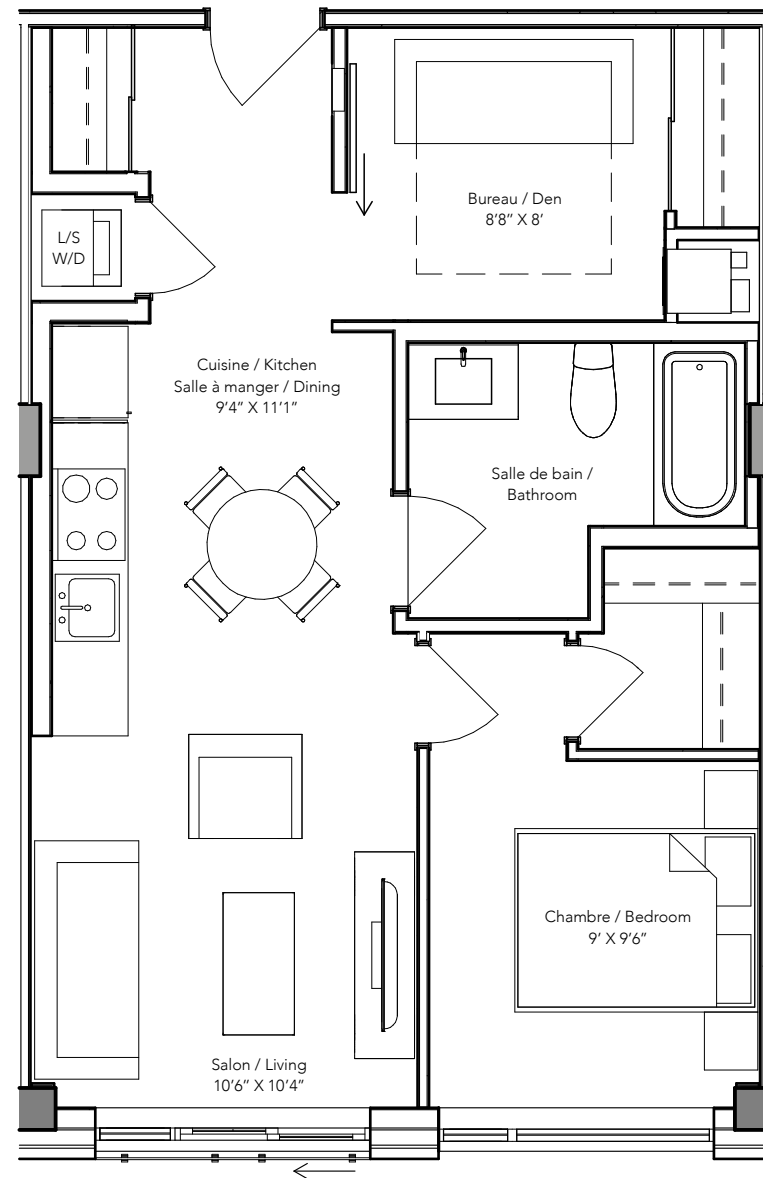 Bureau / Den
8’8” X 8’
L/S
W/D
Cuisine / Kitchen
Salle à manger / Dining
9’4” X 11’1”
Salle de bain /
Bathroom
Chambre / Bedroom
9’ X 9’6”
Salon / Living
10’6” X 10’4”